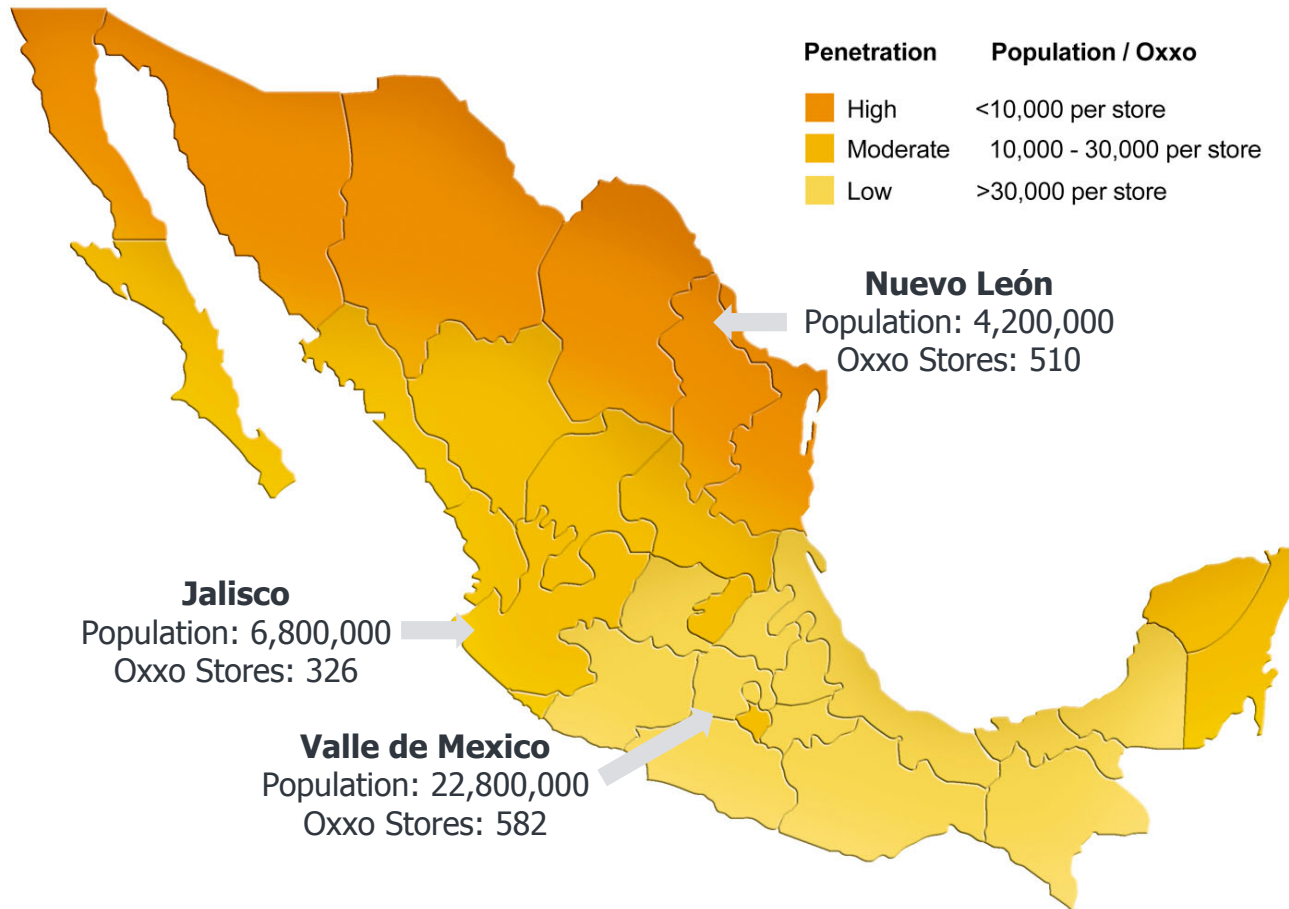 Penetration Population / Oxxo
High <10,000 per store
Moderate 10,000 - 30,000 per store
Low >30,000 per store
Nuevo León
Population: 4,200,000
Oxxo Stores: 510
Jalisco
Population: 6,800,000
Oxxo Stores: 326
Valle de Mexico
Population: 22,800,000
Oxxo Stores: 582